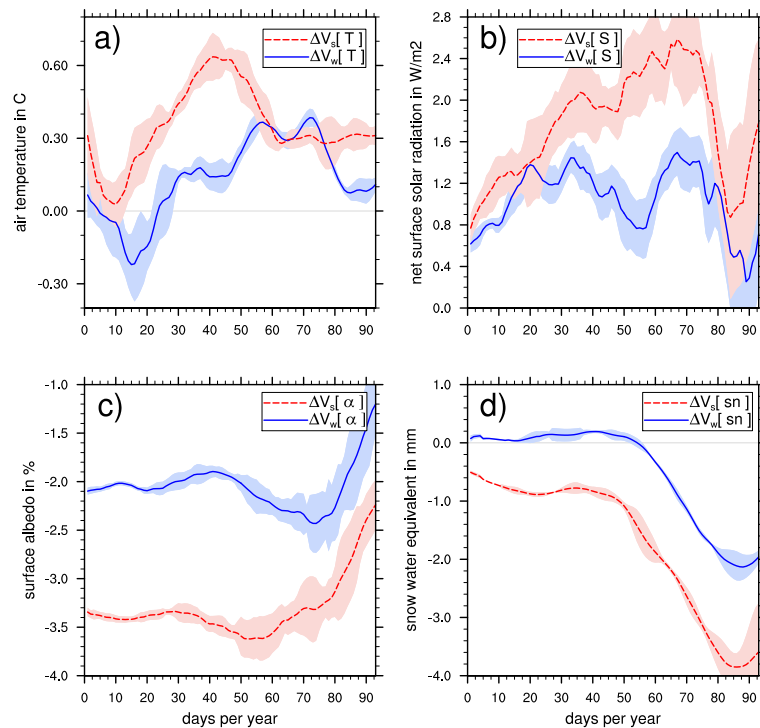 a)
ΔVs[ T ]
ΔVw[ T ]
air temperature in C
0.60
0.30
0.00
-0.30
0 10 20 30 40 50 60 70 80 90
b)
ΔVs[ S ]
ΔVw[ S ]
net surface solar radiation in W/m2
2.8
2.4
2.0
1.6
1.2
0.8
0.4
0.0
0 10 20 30 40 50 60 70 80 90
c)
ΔVs[ α ]
ΔVw[ α ]
surface albedo in %
-1.0
-1.5
-2.0
-2.5
-3.0
-3.5
-4.0
0 10 20 30 40 50 60 70 80 90
days per year
d)
ΔVs[ sn]
ΔVw[ sn]
snow water equivalent in mm
1.0
0.0
-1.0
-2.0
-3.0
-4.0
0 10 20 30 40 50 60 70 80 90
days per year